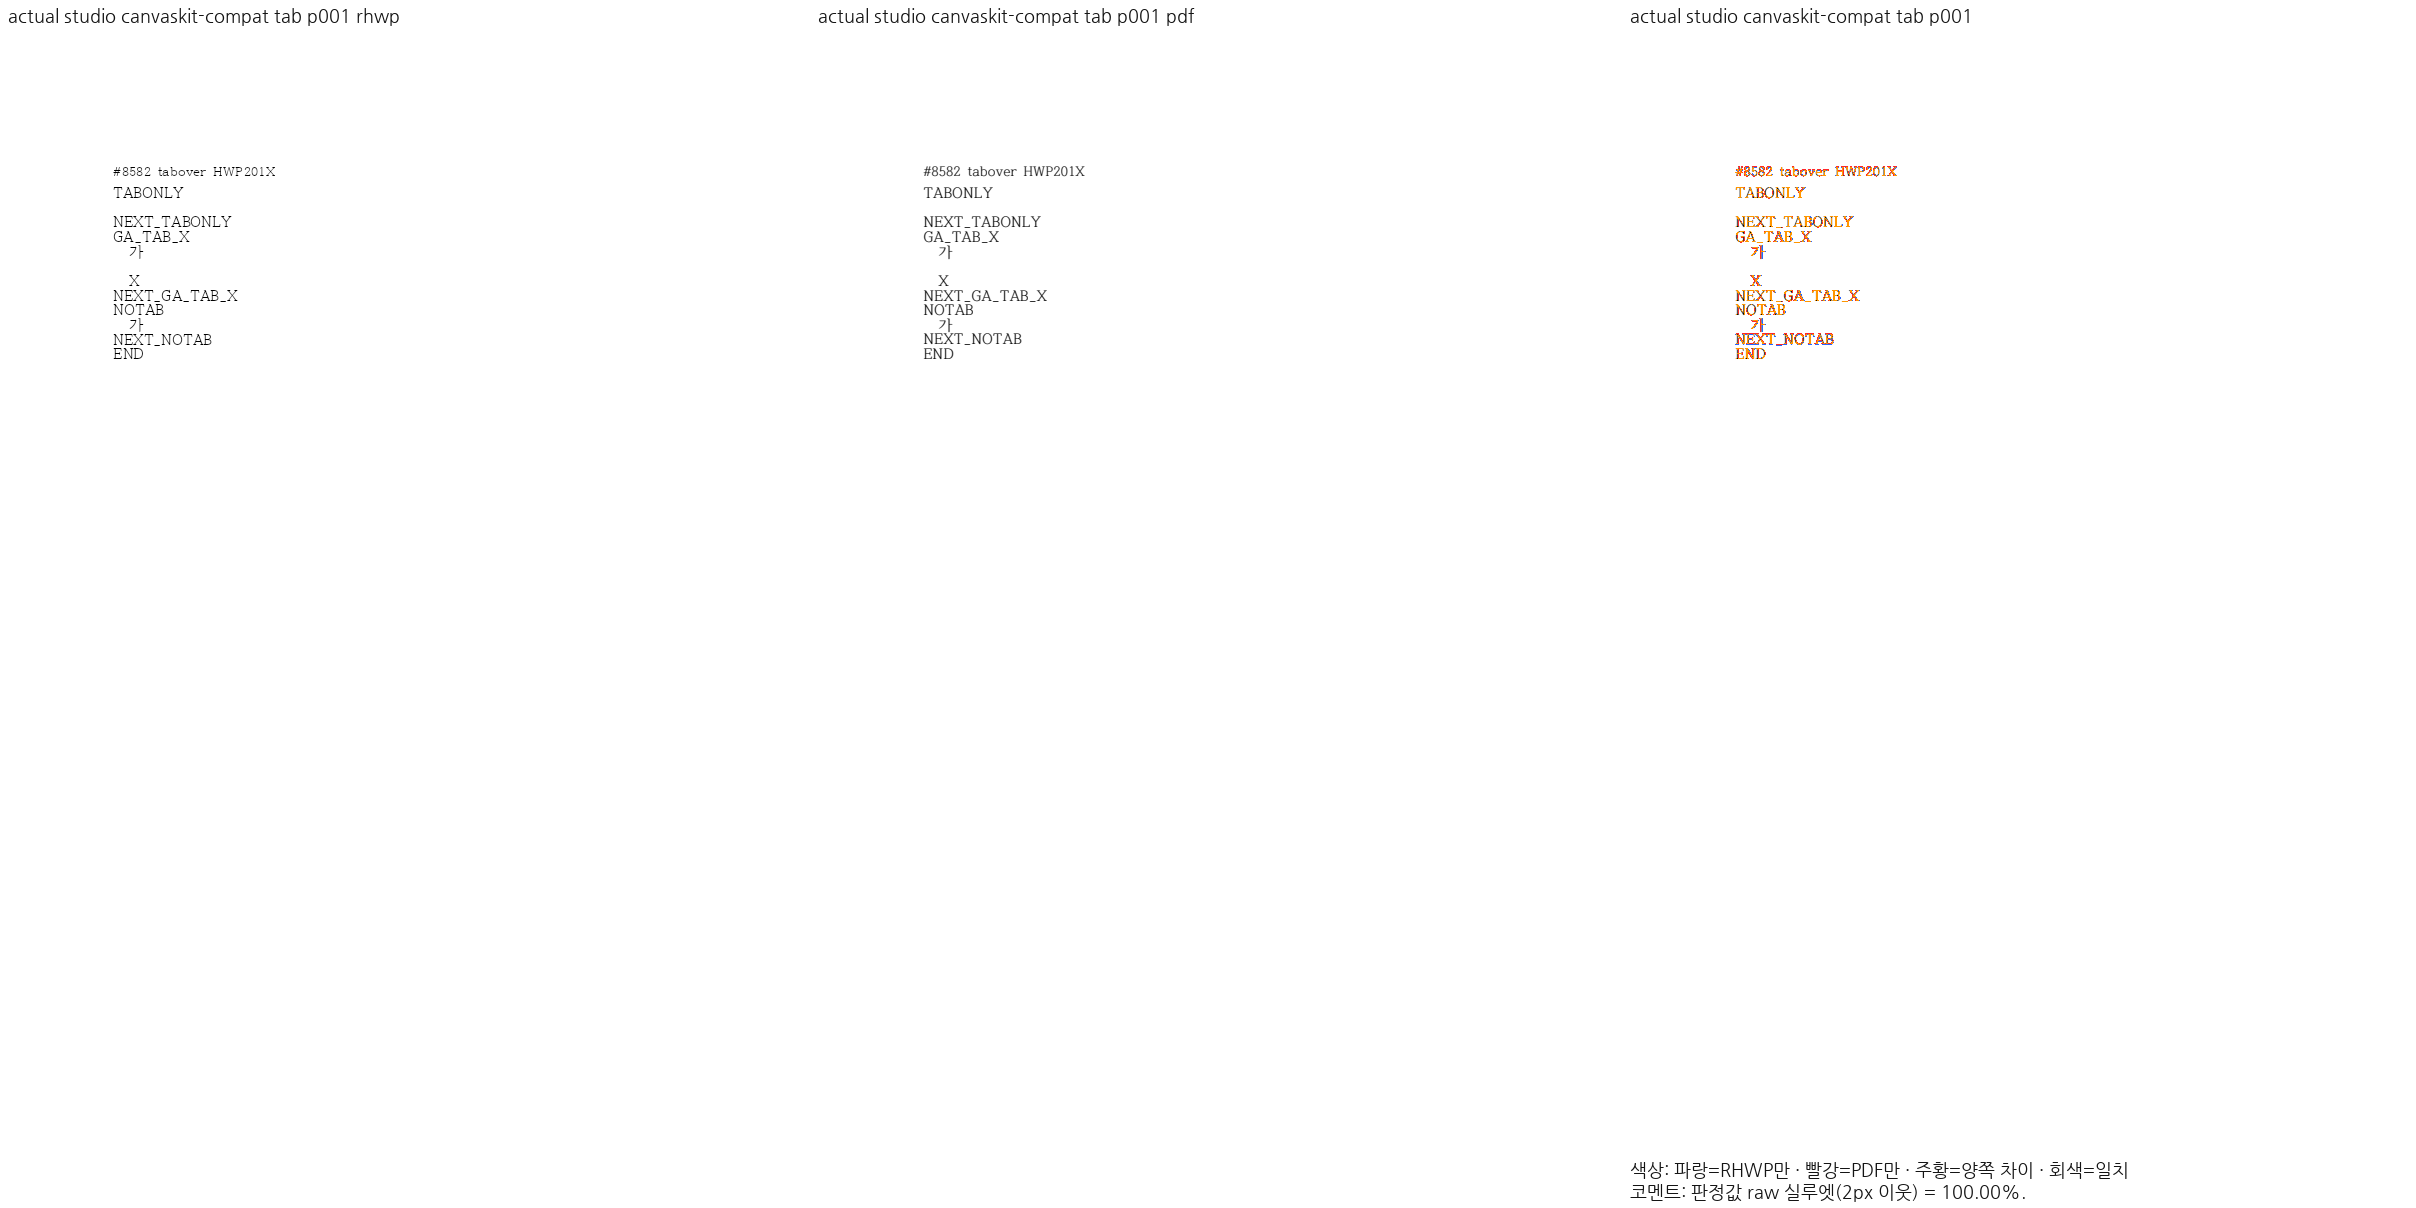 actual studio canvaskit-compat tab p001 rhwp
#8582 tabover HWP201X
TABONLY
NEXT_TABONLY
GA_TAB_X
가
X
NEXT_GA_TAB_X
NOTAB
가
NEXT_NOTAB
END
actual studio canvaskit-compat tab p001 pdf
#8582 tabover HWP201X
TABONLY
NEXT_TABONLY
GA_TAB_X
가
X
NEXT_GA_TAB_X
NOTAB
가
NEXT_NOTAB
END
actual studio canvaskit-compat tab p001
#8582 tabover HWP201X
TABONLY
NEXT_TABONLY
GA_TAB_X
가
X
NEXT_GA_TAB_X
NOTAB
가
NEXT_NOTAB
END
색상: 파랑=RHWP만 · 빨강=PDF만 · 주황=양쪽 차이 · 회색=일치
코멘트: 판정값 raw 실루엣(2px 이웃) = 100.00%.